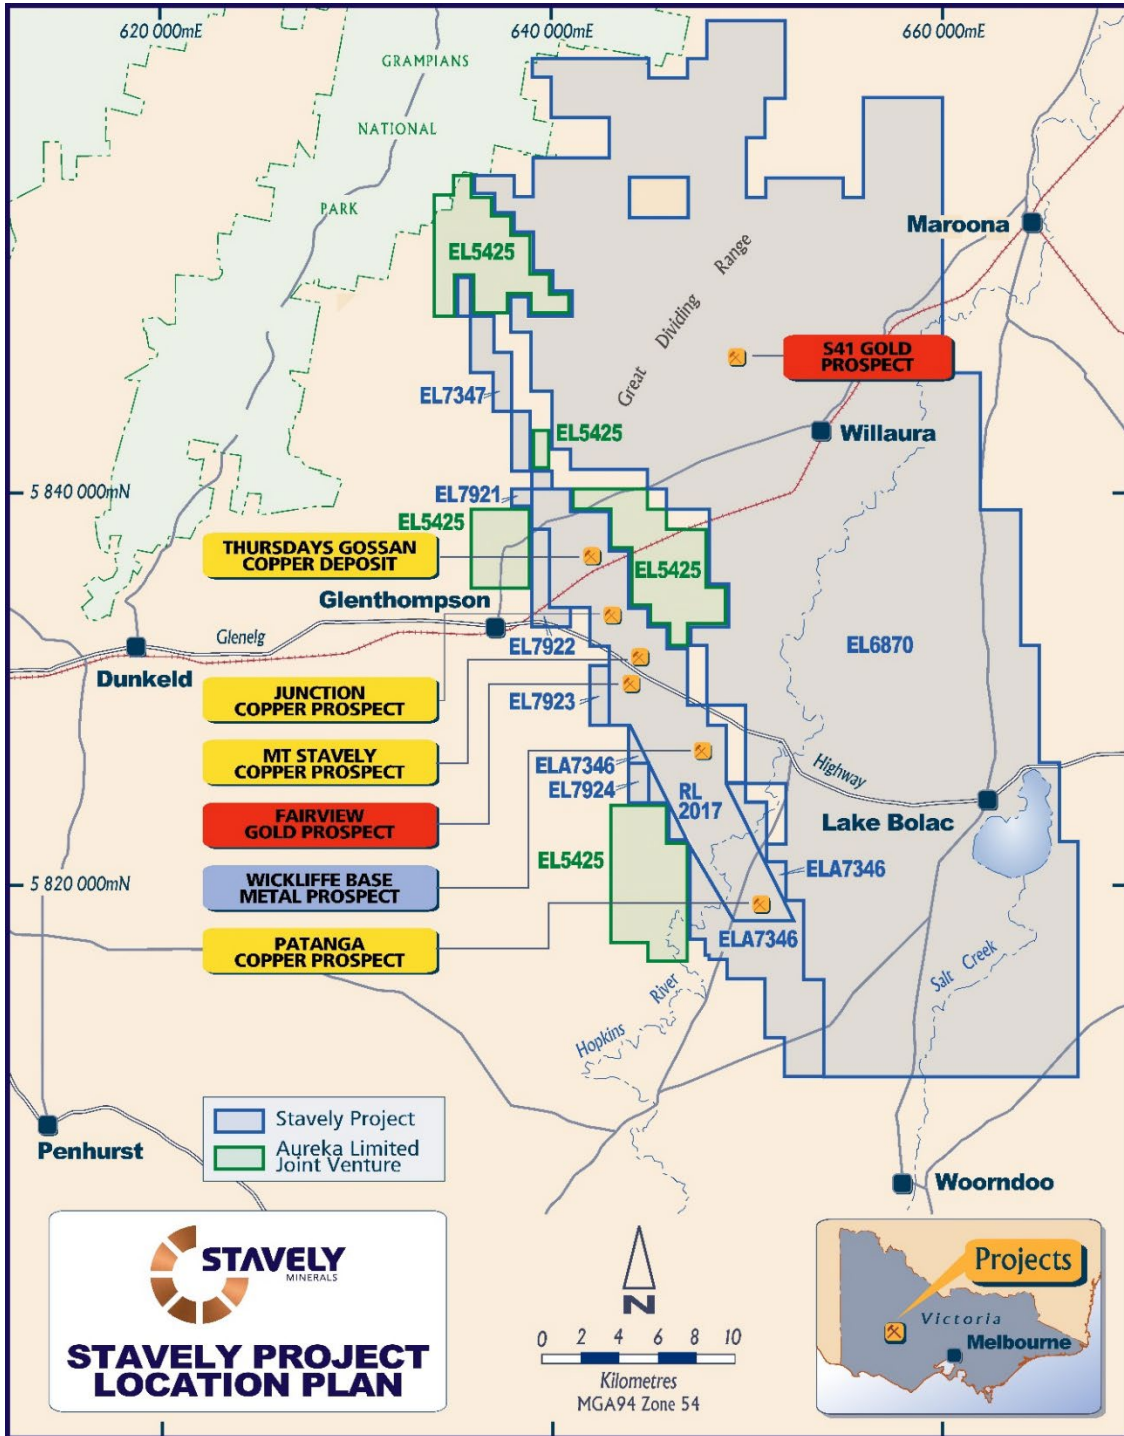 620 000mE
640 000mE
660 000mE
GRAMPIANS
NATIONAL
PARK
Maroona
EL5425
Great Dividing Range
S41 GOLD
PROSPECT
EL7347
EL5425
Willaura
5 840 000mN
EL7921
EL5425
THURSDAYS GOSSAN
COPPER DEPOSIT
EL5425
Glenthompson
Glenelg
EL7922
EL6870
Dunkeld
JUNCTION
COPPER PROSPECT
EL7923
MT STAVELY
COPPER PROSPECT
ELA7346
EL7924
Highway
RL
2017
FAIRVIEW
GOLD PROSPECT
Lake Bolac
EL5425
ELA7346
WICKLIFFE BASE
METAL PROSPECT
5 820 000mN
PATANGA
COPPER PROSPECT
ELA7346
Salt Creek
Hopkins River
Stavely Project
Aureka Limited
Joint Venture
Penhurst
Woorndoo
STAVELY
MINERALS
STAVELY PROJECT
LOCATION PLAN
N
0 2 4 6 8 10
Kilometres
MGA94 Zone 54
Projects
Victoria
Melbourne